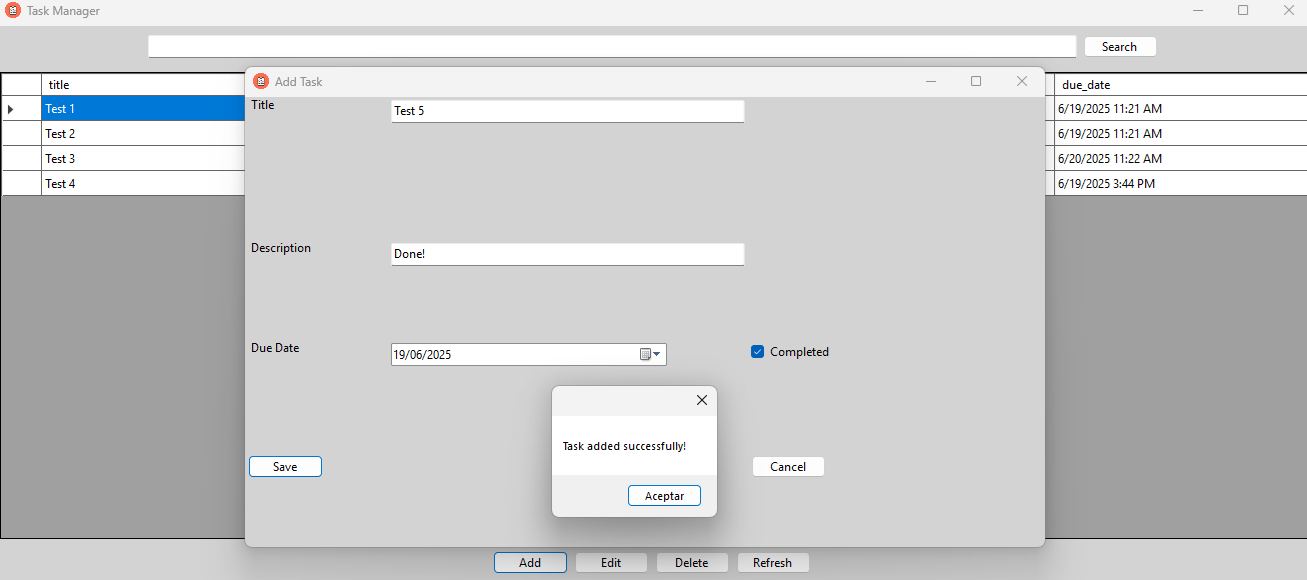 Task Manager
Search
title
due_date
Test 1
6/19/2025 11:21 AM
Test 2
6/19/2025 11:21 AM
Test 3
6/20/2025 11:22 AM
Test 4
6/19/2025 3:44 PM
Add Task
Title
Test 5
Description
Done!
Due Date
19/06/2025
Completed
Task added successfully!
Aceptar
Save
Cancel
Add
Edit
Delete
Refresh